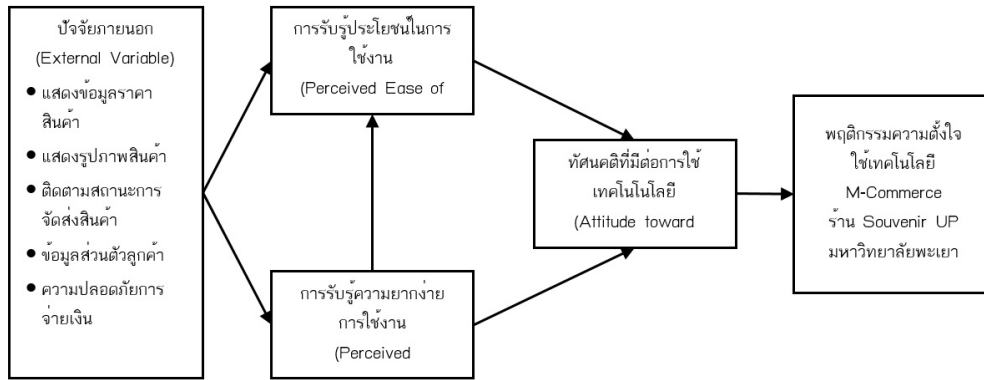 ปัจจัยภายนอก
(External Variable)
● แสดงข้อมูลราคา
สินค้า
● แสดงรูปภาพสินค้า
● ติดตามสถานะการ
จัดส่งสินค้า
● ข้อมูลส่วนตัวลูกค้า
● ความปลอดภัยการ
จ่ายเงิน
การรับรู้ประโยชน์ในการ
ใช้งาน
(Perceived Ease of
การรับรู้ความยากง่าย
การใช้งาน
(Perceived
ทัศนคติที่มีต่อการใช้
เทคโนโนโลยี
(Attitude toward
พฤติกรรมความตั้งใจ
ใช้เทคโนโลยี
M-Commerce
ร้าน Souvenir UP
มหาวิทยาลัยพะเยา